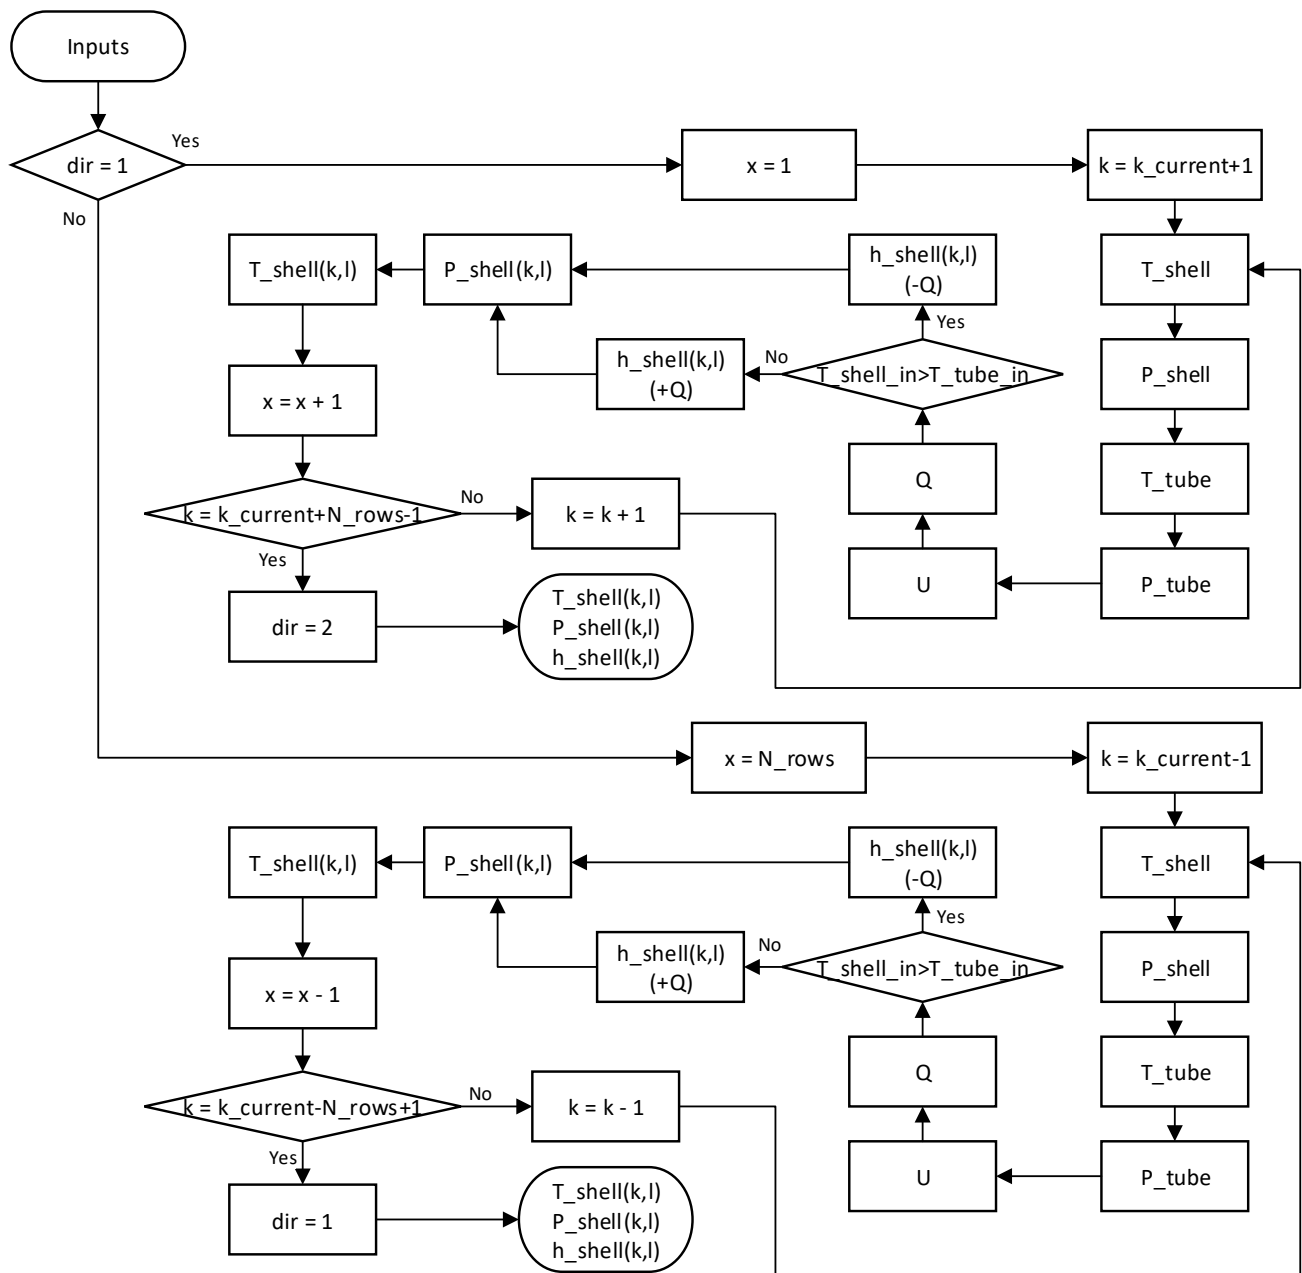 Inputs
dir = 1
Yes
No
x = 1
k = k_current+1
T_shell(k,l)
P_shell(k,l)
h_shell(k,l)
(-Q)
T_shell
Yes
h_shell(k,l)
(+Q)
No
T_shell_in>T_tube_in
P_shell
x = x + 1
Q
T_tube
k = k_current+N_rows-1
No
k = k + 1
Yes
U
P_tube
dir = 2
T_shell(k,l)
P_shell(k,l)
h_shell(k,l)
x = N_rows
k = k_current-1
T_shell(k,l)
P_shell(k,l)
h_shell(k,l)
(-Q)
T_shell
Yes
h_shell(k,l)
(+Q)
No
T_shell_in>T_tube_in
P_shell
x = x - 1
Q
T_tube
k = k_current-N_rows+1
No
k = k - 1
Yes
U
P_tube
dir = 1
T_shell(k,l)
P_shell(k,l)
h_shell(k,l)